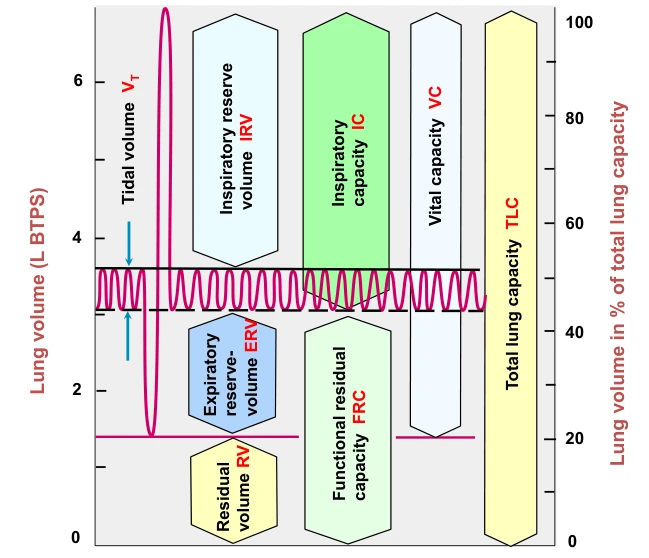 Lung volume (L BTPS)
6
4
2
0
Tidal volume V_T
Inspiratory reserve
volume IRV
Expiratory
reserve-
volume ERV
Residual
volume RV
Inspiratory
capacity IC
Functional residual
capacity FRC
Vital capacity VC
Total lung capacity TLC
100
80
60
40
20
0
Lung volume in % of total lung capacity